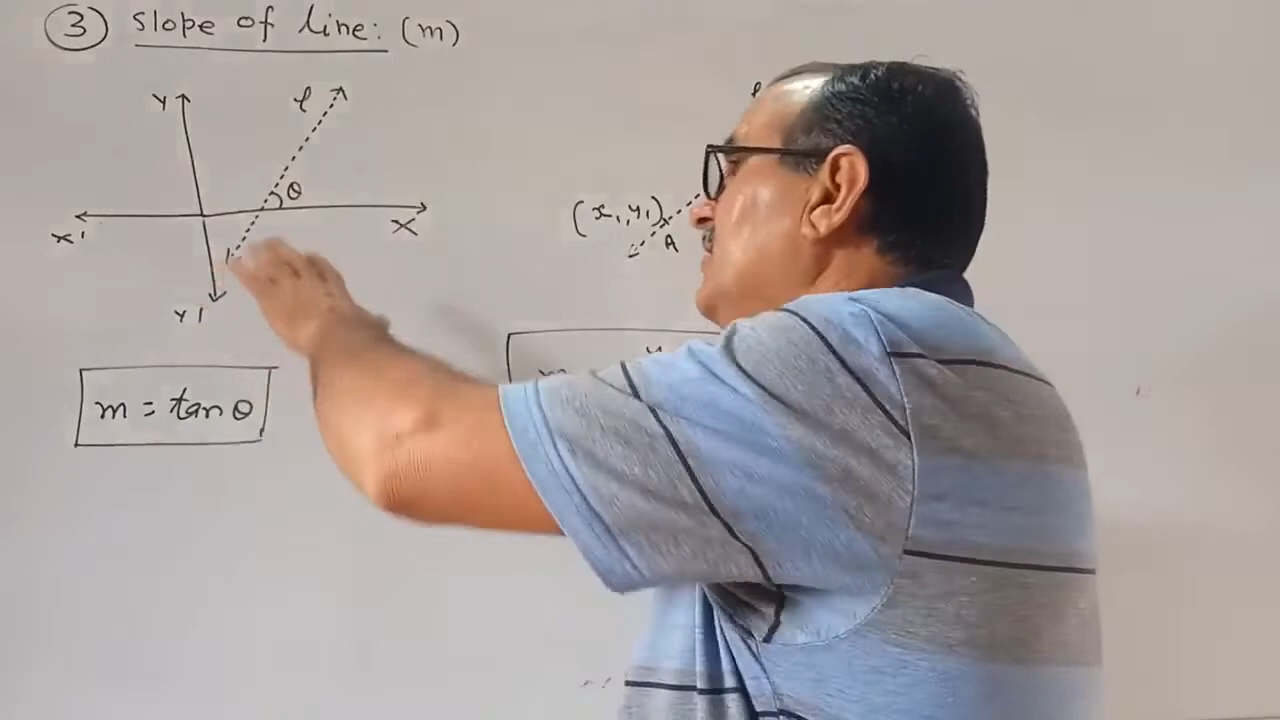 ③ Slope of line: (m)
Y
l
θ
X'
X
Y'
m = tan θ
(x₁, y₁)
A